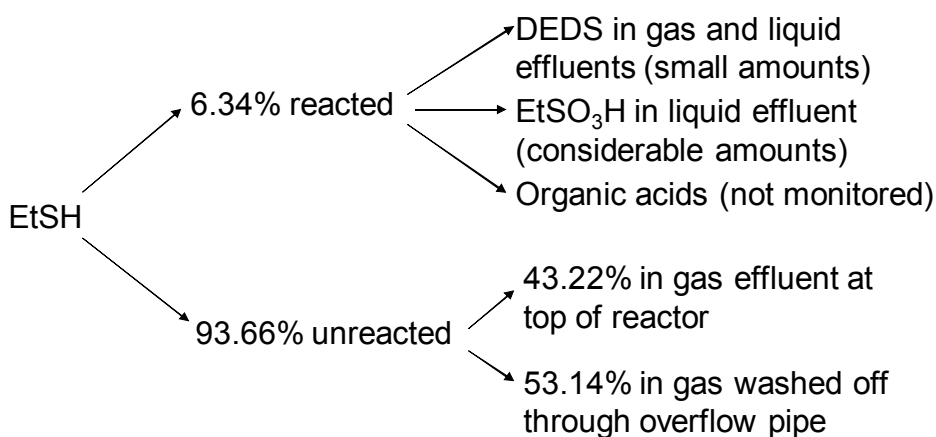 DEDS in gas and liquid
effluents (small amounts)
6.34% reacted
EtSO₃H in liquid effluent
(considerable amounts)
Organic acids (not monitored)
EtSH
43.22% in gas effluent at
top of reactor
93.66% unreacted
53.14% in gas washed off
through overflow pipe